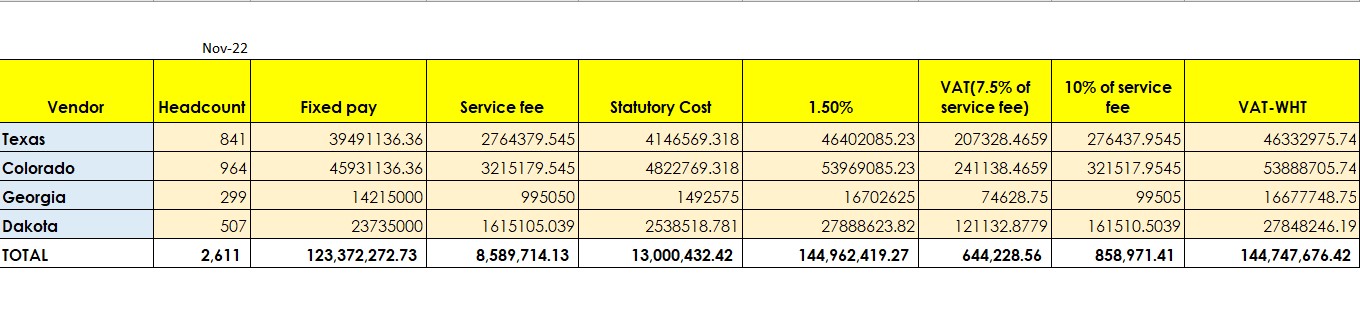 Nov-22
Vendor Headcount Fixed pay Service fee Statutory Cost 1.50% VAT(7.5% of service fee) 10% of service fee VAT-WHT
Texas 841 39491136.36 2764379.545 4146569.318 46402085.23 207328.4659 276437.9545 46332975.74
Colorado 964 45931136.36 3215179.545 4822769.318 53969085.23 241138.4659 321517.9545 53888705.74
Georgia 299 14215000 995050 1492575 16702625 74628.75 99505 16677748.75
Dakota 507 23735000 1615105.039 2538518.781 27888623.82 121132.8779 161510.5039 27848246.19
TOTAL 2,611 123,372,272.73 8,589,714.13 13,000,432.42 144,962,419.27 644,228.56 858,971.41 144,747,676.42